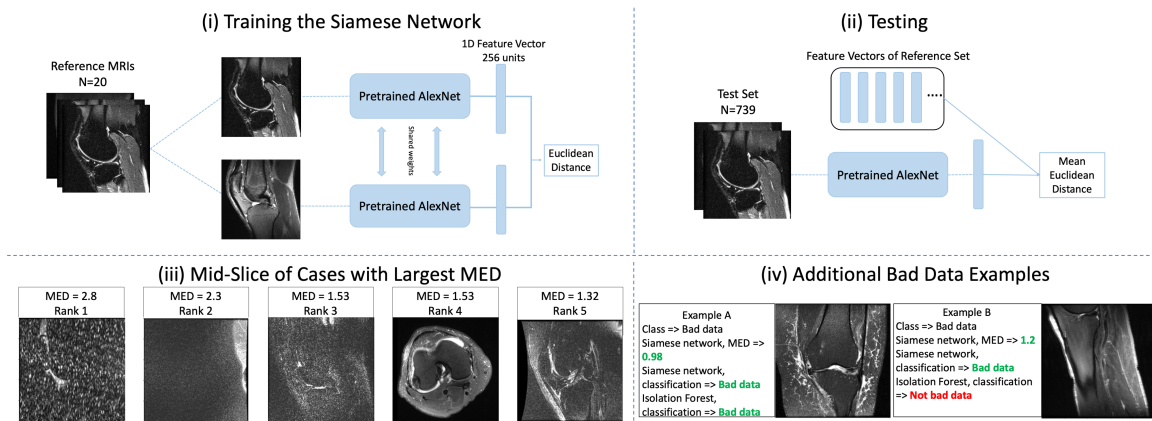 (i) Training the Siamese Network
Reference MRIs
N=20
Pretrained AlexNet
Shared weights
Pretrained AlexNet
1D Feature Vector
256 units
Euclidean
Distance
(ii) Testing
Feature Vectors of Reference Set
....
Test Set
N=739
Pretrained AlexNet
Mean
Euclidean
Distance
(iii) Mid-Slice of Cases with Largest MED
MED = 2.8
Rank 1
MED = 2.3
Rank 2
MED = 1.53
Rank 3
MED = 1.53
Rank 4
MED = 1.32
Rank 5
(iv) Additional Bad Data Examples
Example A
Class => Bad data
Siamese network, MED =>
0.98
Siamese network,
classification => Bad data
Isolation Forest,
classification => Bad data
Example B
Class => Bad data
Siamese network, MED => 1.2
Siamese network,
classification => Bad data
Isolation Forest, classification
=> Not bad data